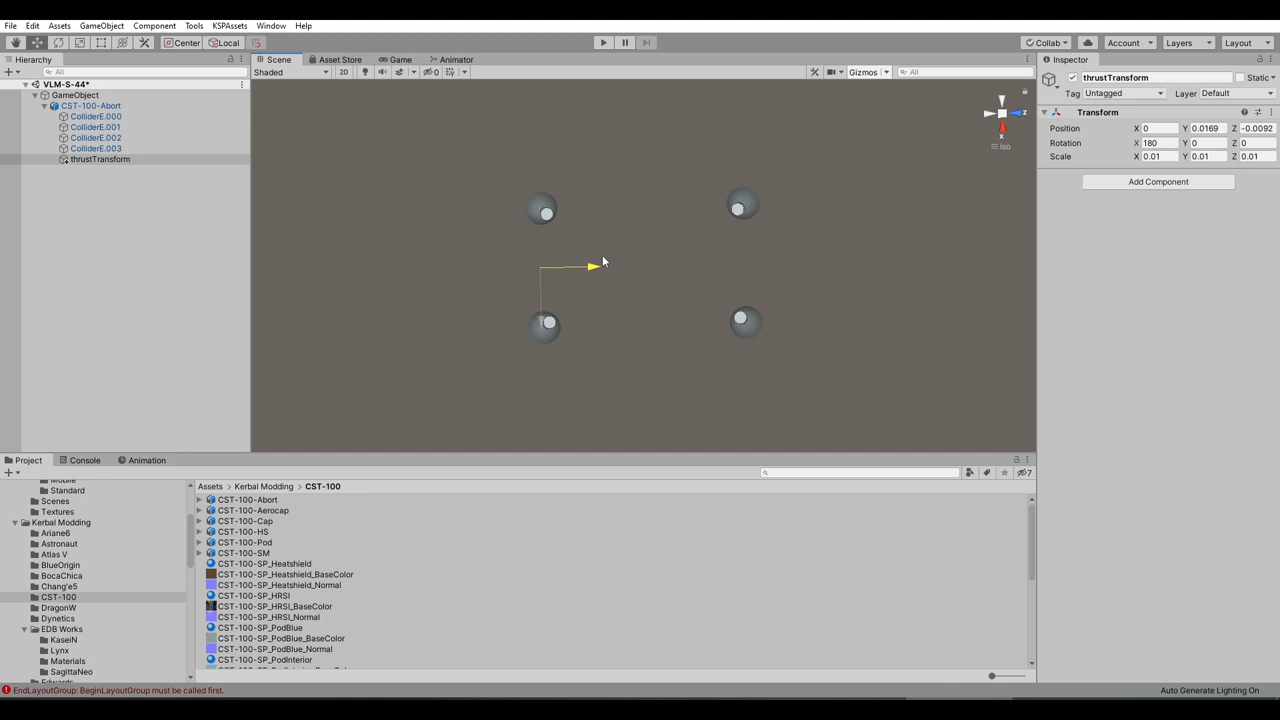 File Edit Assets GameObject Component Tools KSPAssets Window Help
Center Local Collab Account Layers Layout
Hierarchy
All
VLM-S-44*
GameObject
CST-100-Abort
ColliderE.000
ColliderE.001
ColliderE.002
ColliderE.003
thrustTransform
Scene Asset Store Game Animator
Shaded 2D 0 Gizmos All
z
x
Iso
Inspector
thrustTransform Static
Tag Untagged Layer Default
Transform
Position X 0 Y 0.0169 Z -0.0092
Rotation X 180 Y 0 Z 0
Scale X 0.01 Y 0.01 Z 0.01
Add Component
Project Console Animation
7
Mobile
Standard
Scenes
Textures
Kerbal Modding
Ariane6
Astronaut
Atlas V
BlueOrigin
BocaChica
Chang'e5
CST-100
DragonW
Dynetics
EDB Works
KaseiN
Lynx
Materials
SagittaNeo
Edwards
Assets Kerbal Modding CST-100
CST-100-Abort
CST-100-Aerocap
CST-100-Cap
CST-100-HS
CST-100-Pod
CST-100-SM
CST-100-SP_Heatshield
CST-100-SP_Heatshield_BaseColor
CST-100-SP_Heatshield_Normal
CST-100-SP_HRSI
CST-100-SP_HRSI_BaseColor
CST-100-SP_HRSI_Normal
CST-100-SP_PodBlue
CST-100-SP_PodBlue_BaseColor
CST-100-SP_PodBlue_Normal
CST-100-SP_PodInterior
EndLayoutGroup: BeginLayoutGroup must be called first.
Auto Generate Lighting On